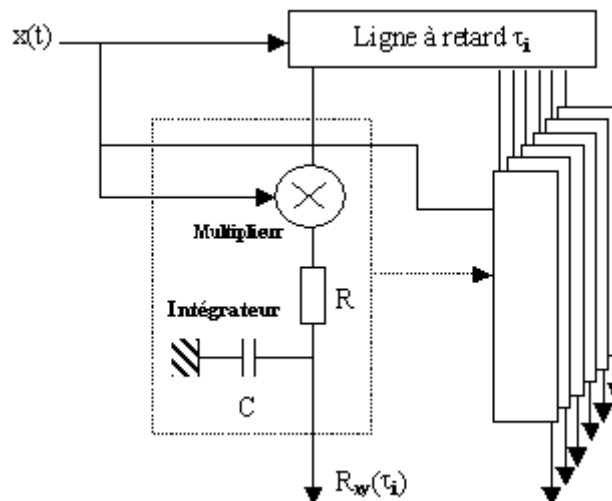 x(t)
Ligne à retard τi
Multiplieur
R
Intégrateur
C
Rxy(τi)